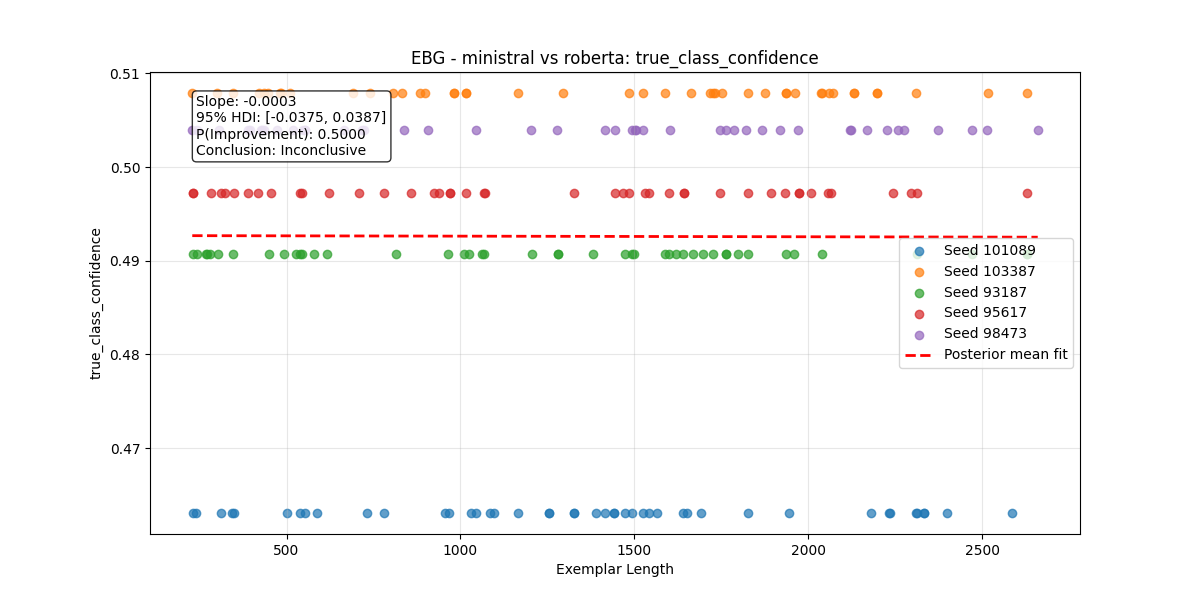 EBG - ministral vs roberta: true_class_confidence
0.51
0.50
0.49
0.48
0.47
true_class_confidence
Slope: -0.0003
95% HDI: [-0.0375, 0.0387]
P(Improvement): 0.5000
Conclusion: Inconclusive
Seed 101089
Seed 103387
Seed 93187
Seed 95617
Seed 98473
Posterior mean fit
500
1000
1500
2000
2500
Exemplar Length